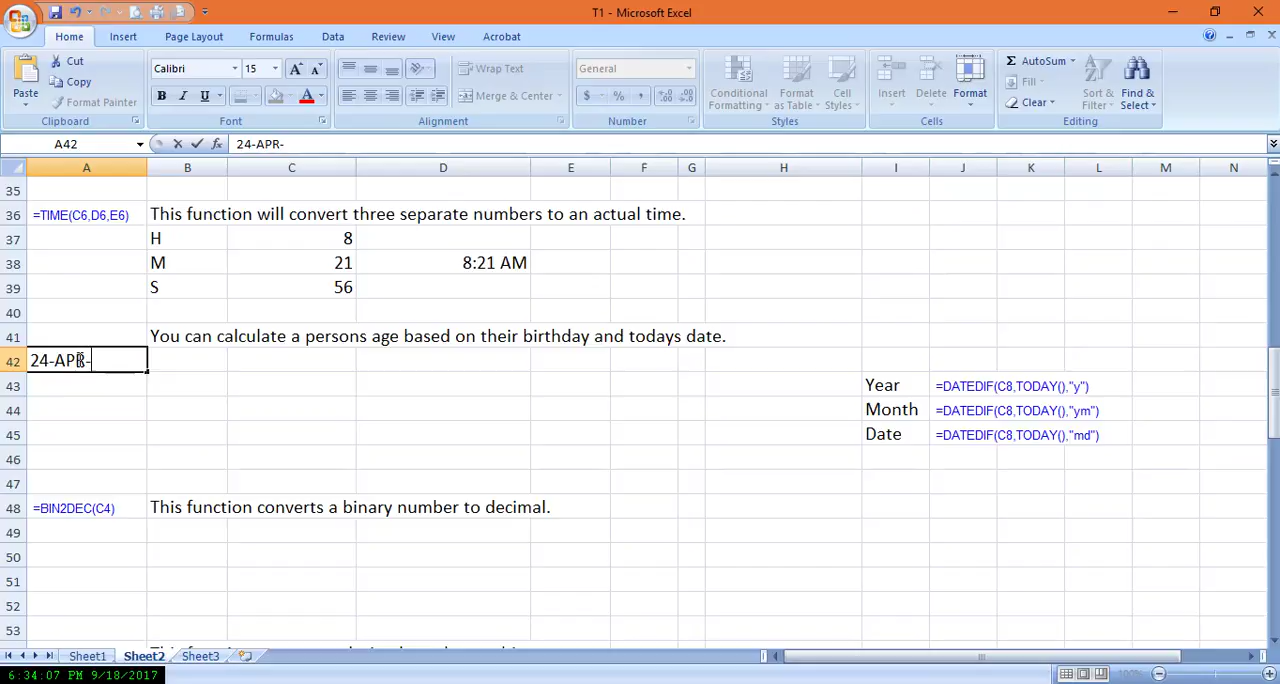 T1 - Microsoft Excel
Home Insert Page Layout Formulas Data Review View Acrobat
Paste Cut Copy Format Painter Clipboard
Calibri 15 B I U A Font
Wrap Text Merge & Center Alignment
General $ % , Number
Conditional Formatting Format as Table Cell Styles Styles
Insert Delete Format Cells
Σ AutoSum Fill Clear Sort & Filter Find & Select Editing
A42 fx 24-APR-
A B C D E F G H I J K L M N
35
36 =TIME(C6,D6,E6) This function will convert three separate numbers to an actual time.
37 H 8
38 M 21 8:21 AM
39 S 56
40
41 You can calculate a persons age based on their birthday and todays date.
42 24-APR-
43 Year =DATEDIF(C8,TODAY(),"y")
44 Month =DATEDIF(C8,TODAY(),"ym")
45 Date =DATEDIF(C8,TODAY(),"md")
46
47
48 =BIN2DEC(C4) This function converts a binary number to decimal.
49
50
51
52
53
Sheet1 Sheet2 Sheet3
6:34:07 PM 9/18/2017 100%